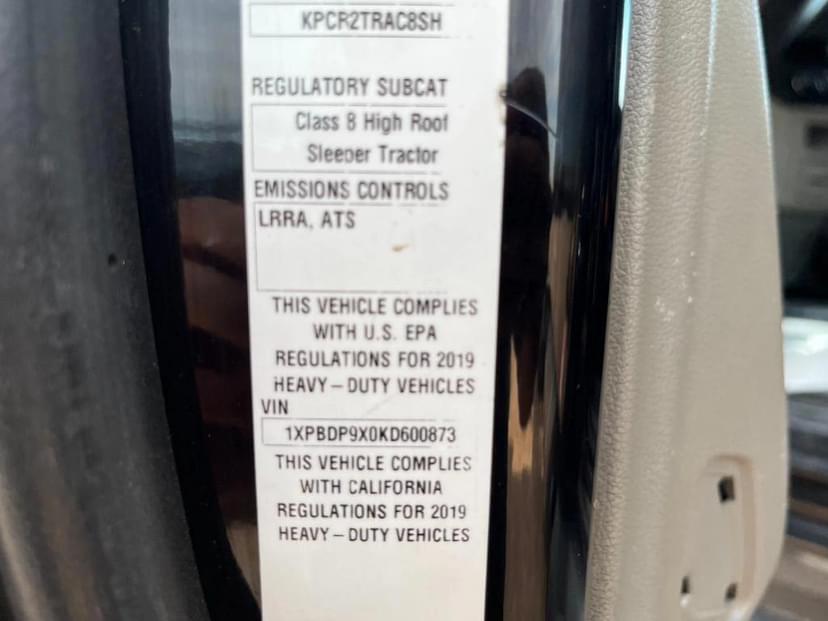 KPCR2TRAC8SH
REGULATORY SUBCAT
Class 8 High Roof
Sleeper Tractor
EMISSIONS CONTROLS
LRRA, ATS
THIS VEHICLE COMPLIES
WITH U.S. EPA
REGULATIONS FOR 2019
HEAVY-DUTY VEHICLES
VIN
1XPBDP9X0KD600873
THIS VEHICLE COMPLIES
WITH CALIFORNIA
REGULATIONS FOR 2019
HEAVY-DUTY VEHICLES